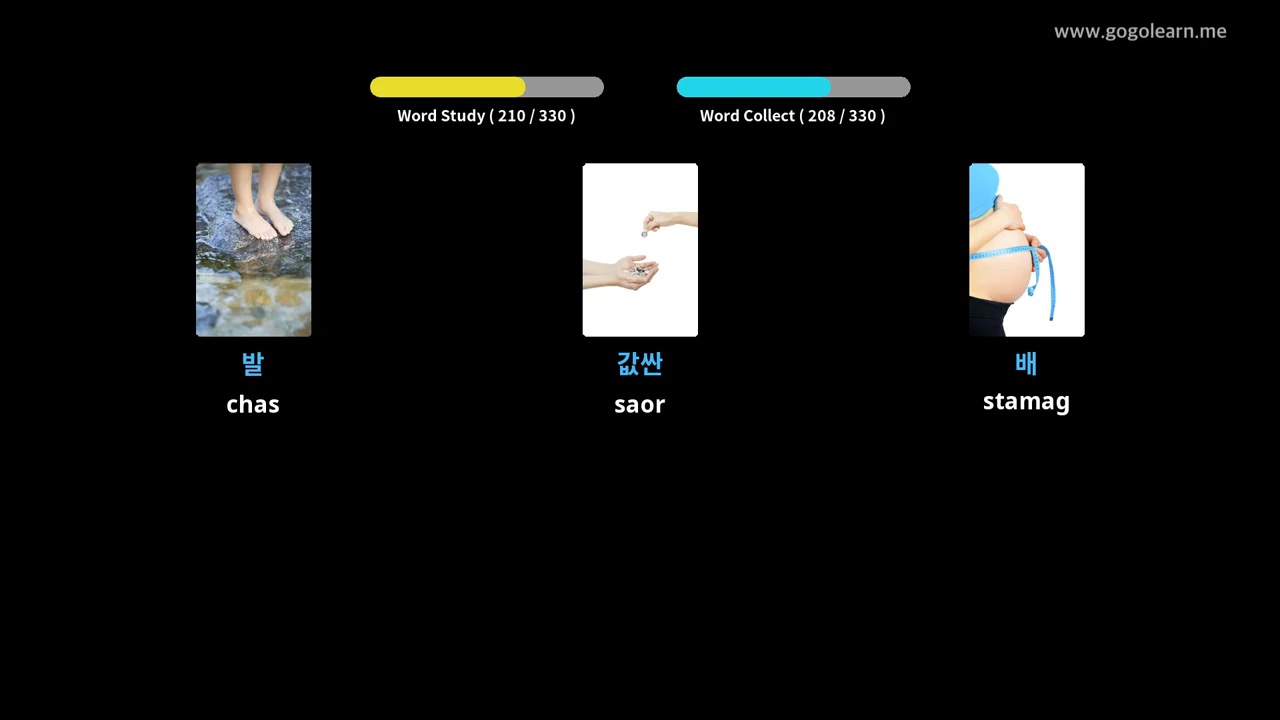 www.gogolearn.me
Word Study ( 210 / 330 )
Word Collect ( 208 / 330 )
발
chas
값싼
saor
배
stamag